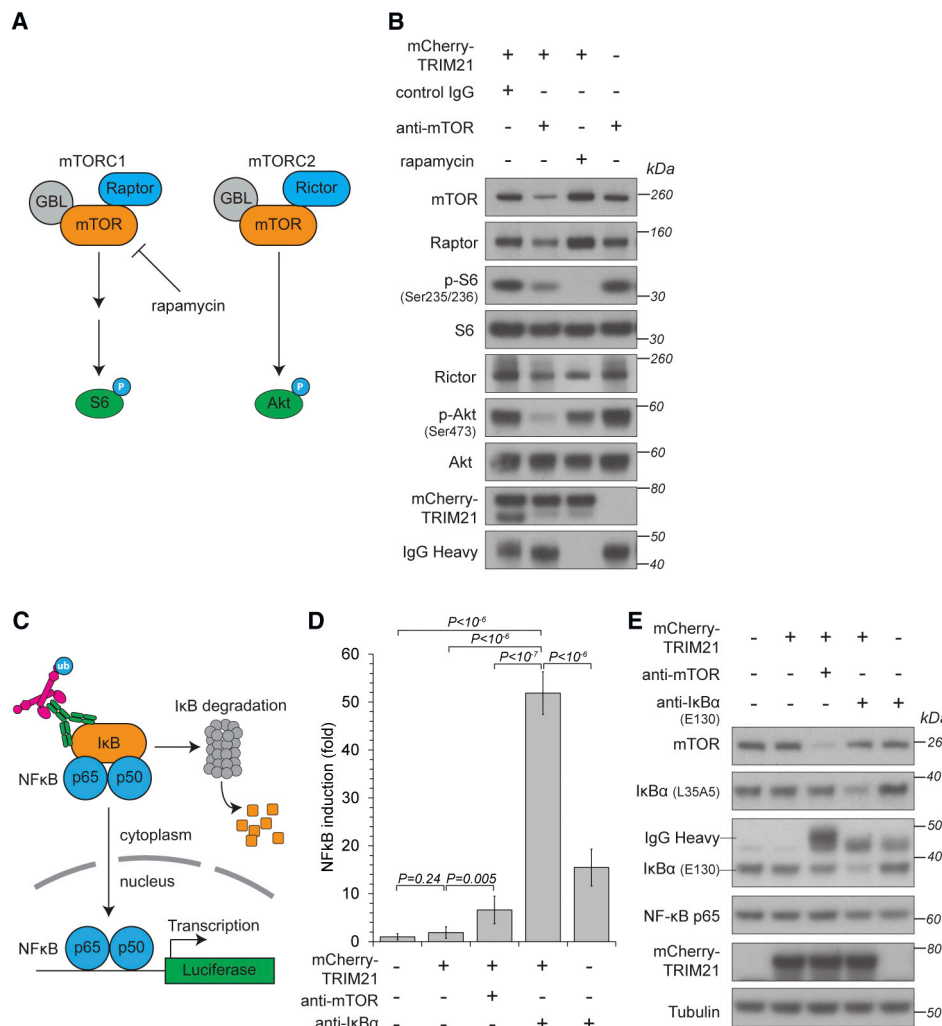 A
mTORC1
mTORC2
GBL
Raptor
mTOR
GBL
Rictor
mTOR
rapamycin
S6
P
Akt
P
B
mCherry-
TRIM21
+ + + -
control IgG
+ - - -
anti-mTOR
- + - +
rapamycin
- - + -
kDa
mTOR
260
Raptor
160
p-S6
(Ser235/236)
30
S6
30
Rictor
260
p-Akt
(Ser473)
60
Akt
60
mCherry-
TRIM21
80
IgG Heavy
50
40
C
ub
IκB
IκB degradation
NFκB
p65
p50
cytoplasm
nucleus
NFκB
p65
p50
Transcription
Luciferase
D
NFκB induction (fold)
60
50
40
30
20
10
0
P<10-6
P<10-6
P<10-7
P<10-6
P=0.24
P=0.005
mCherry-
TRIM21
- + + + -
anti-mTOR
- - + - -
anti-IκBα
- - - + +
E
mCherry-
TRIM21
- + + + -
anti-mTOR
- - + - -
anti-IκBα
(E130)
- - - + +
mTOR
IκBα (L35A5)
40
IgG Heavy
40
IκBα (E130)
NF-κB p65
60
mCherry-
TRIM21
80
Tubulin
50